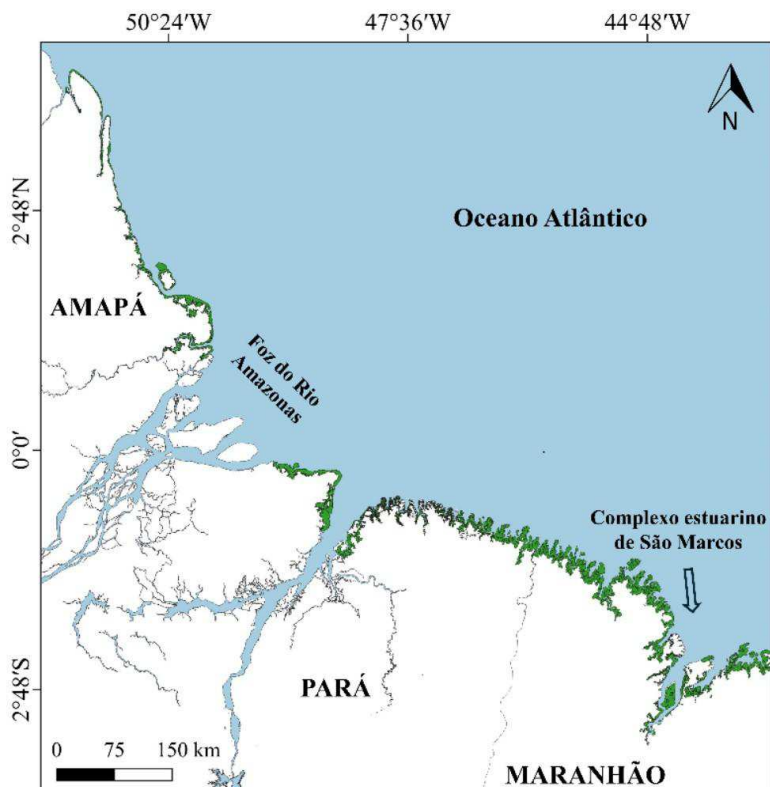 50°24′W 47°36′W 44°48′W
N
2°48′N
Oceano Atlântico
AMAPÁ
Foz do Rio
Amazonas
0°0′
Complexo estuarino
de São Marcos
2°48′S
PARÁ
0 75 150 km
MARANHÃO